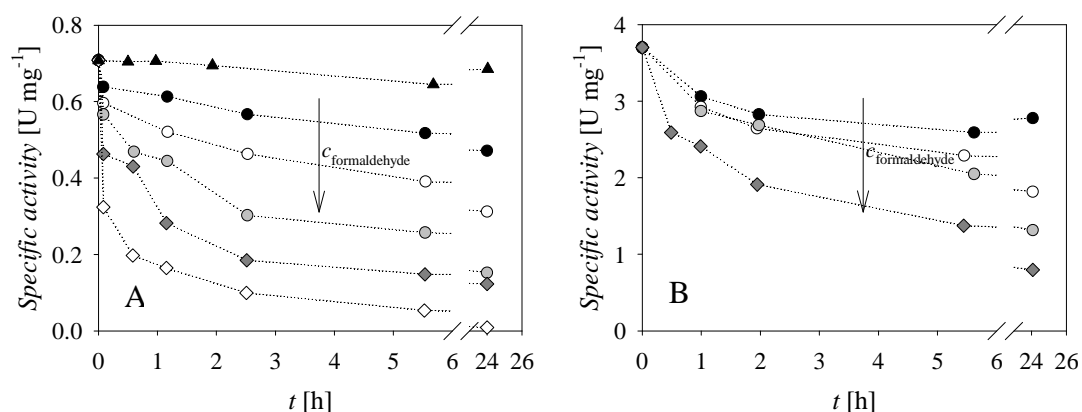 Specific activity [U mg-1]
0.8
0.6
0.4
0.2
0.0
A
cformaldehyde
0 1 2 3 4 5 6 24 26
t [h]
Specific activity [U mg-1]
4
3
2
1
0
B
cformaldehyde
0 1 2 3 4 5 6 24 26
t [h]